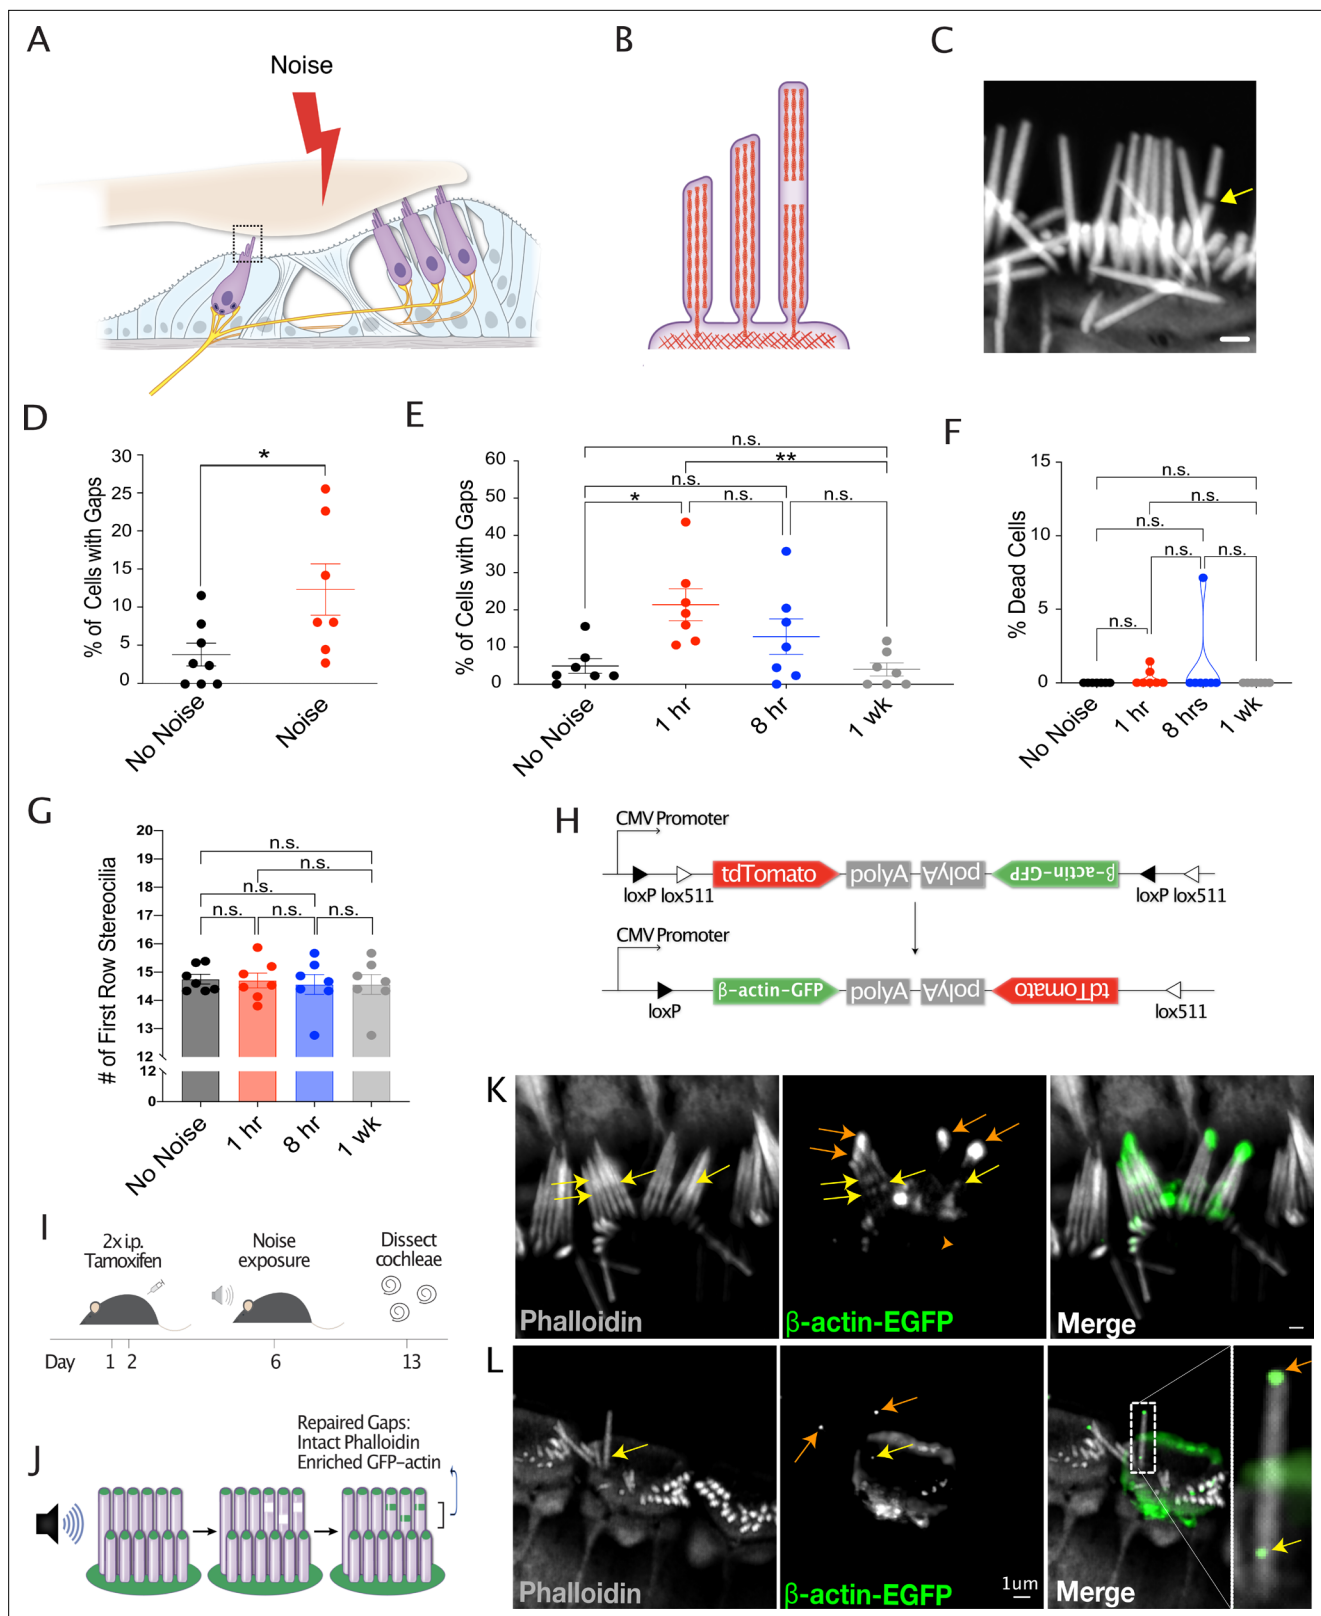 A
Noise
B
C
D
% of Cells with Gaps
30
25
20
15
10
5
0
*
No Noise
Noise
E
% of Cells with Gaps
60
50
40
30
20
10
0
n.s.
**
n.s.
*
n.s.
n.s.
No Noise
1 hr
8 hr
1 wk
F
% Dead Cells
15
10
5
0
n.s.
n.s.
n.s.
n.s.
n.s.
n.s.
No Noise
1 hr
8 hrs
1 wk
G
# of First Row Stereocilia
20
19
18
17
16
15
14
13
12
12
0
n.s.
n.s.
n.s.
n.s.
n.s.
n.s.
No Noise
1 hr
8 hr
1 wk
H
CMV Promoter
loxP lox511
tdTomato
polyA
polyA
β-actin-GFP
loxP lox511
CMV Promoter
loxP
β-actin-GFP
polyA
polyA
tdTomato
lox511
I
2x i.p.
Tamoxifen
Noise
exposure
Dissect
cochleae
Day 1 2 6 13
J
Repaired Gaps:
Intact Phalloidin
Enriched GFP-actin
K
Phalloidin
β-actin-EGFP
Merge
L
Phalloidin
β-actin-EGFP
1um
Merge